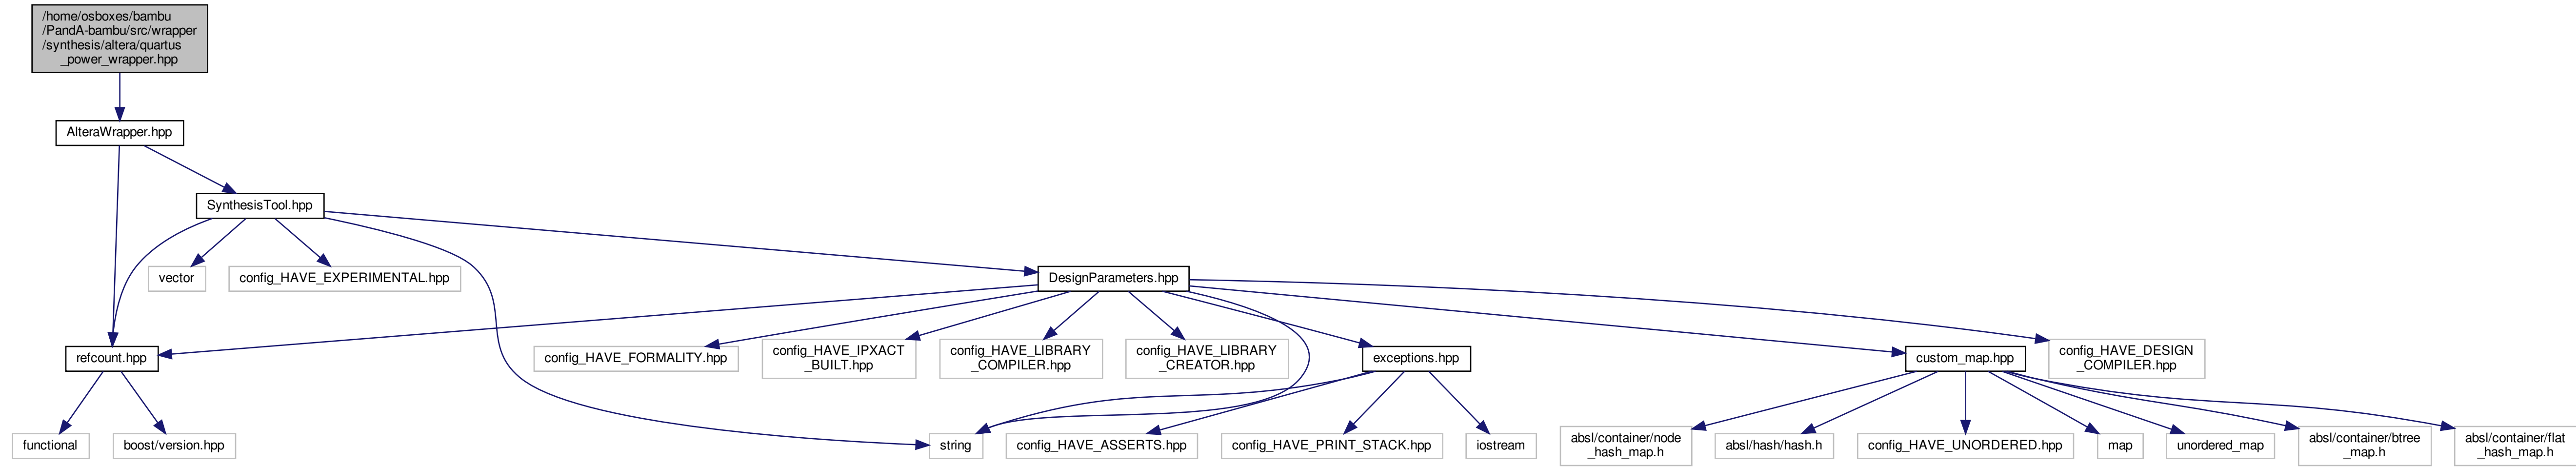 /home/osboxes/bambu
/PandA-bambu/src/wrapper
/synthesis/altera/quartus
_power_wrapper.hpp
AlteraWrapper.hpp
SynthesisTool.hpp
vector
config_HAVE_EXPERIMENTAL.hpp
DesignParameters.hpp
refcount.hpp
config_HAVE_FORMALITY.hpp
config_HAVE_IPXACT
_BUILT.hpp
config_HAVE_LIBRARY
_COMPILER.hpp
config_HAVE_LIBRARY
_CREATOR.hpp
exceptions.hpp
custom_map.hpp
config_HAVE_DESIGN
_COMPILER.hpp
functional
boost/version.hpp
string
config_HAVE_ASSERTS.hpp
config_HAVE_PRINT_STACK.hpp
iostream
absl/container/node
_hash_map.h
absl/hash/hash.h
config_HAVE_UNORDERED.hpp
map
unordered_map
absl/container/btree
_map.h
absl/container/flat
_hash_map.h